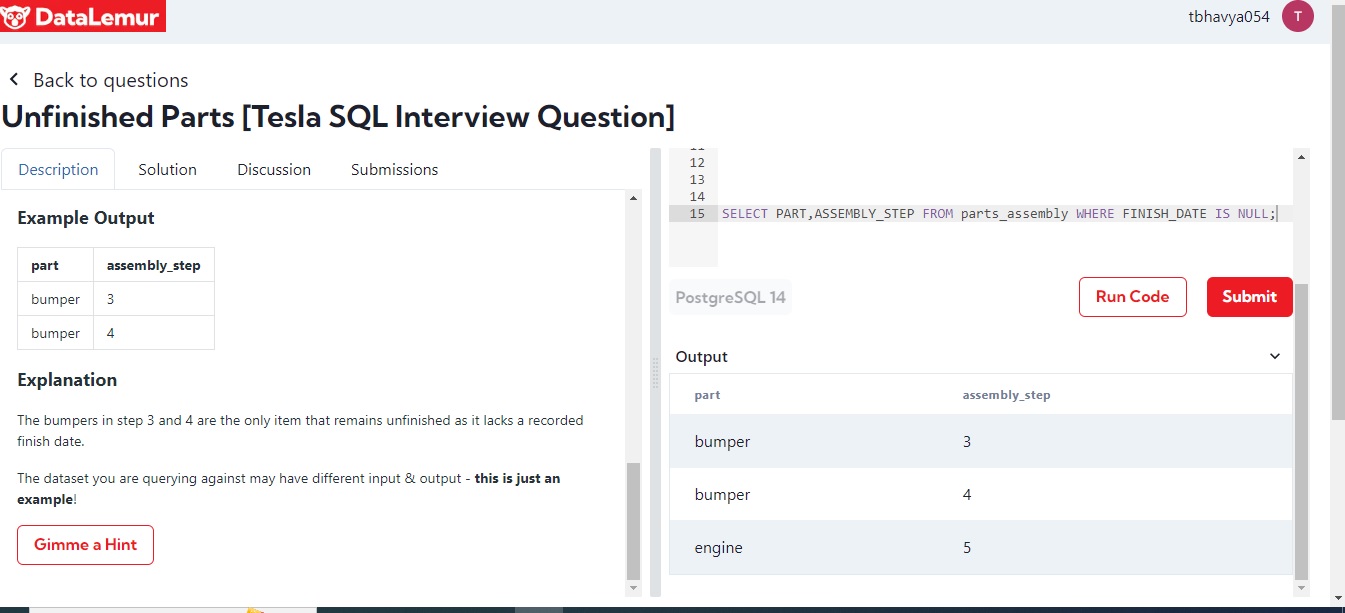 DataLemur
tbhavya054
T
Back to questions
Unfinished Parts [Tesla SQL Interview Question]
Description
Solution
Discussion
Submissions
Example Output
part assembly_step
bumper 3
bumper 4
Explanation
The bumpers in step 3 and 4 are the only item that remains unfinished as it lacks a recorded
finish date.
The dataset you are querying against may have different input & output - this is just an
example!
Gimme a Hint
12
13
14
15 SELECT PART,ASSEMBLY_STEP FROM parts_assembly WHERE FINISH_DATE IS NULL;
PostgreSQL 14
Run Code
Submit
Output
part assembly_step
bumper 3
bumper 4
engine 5